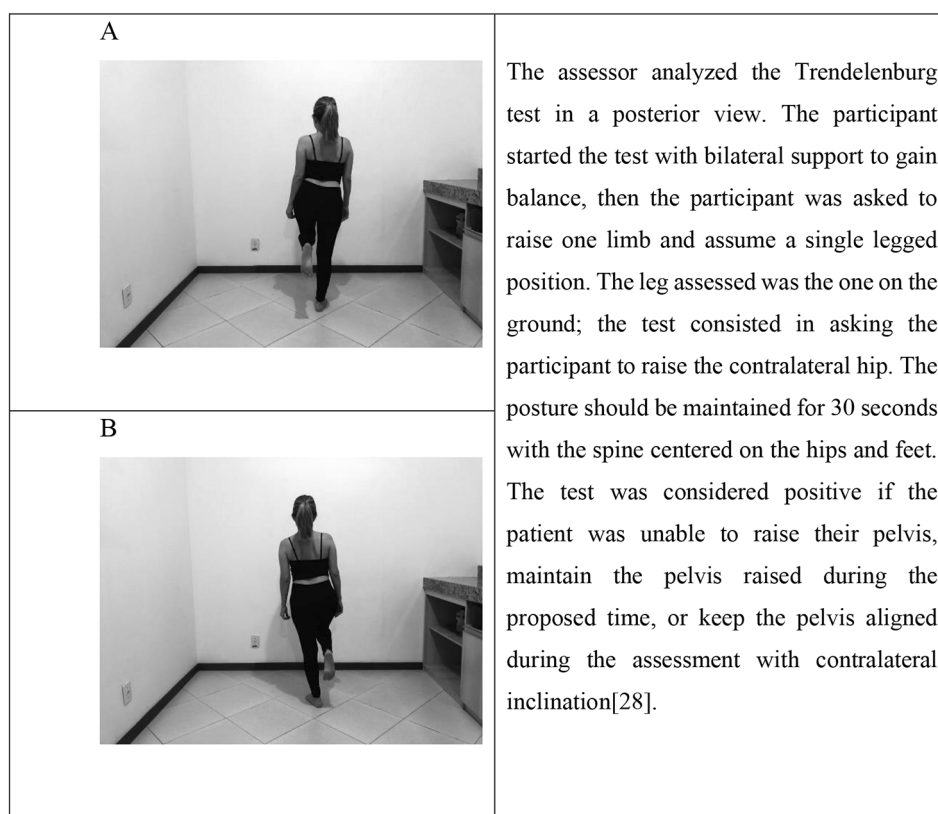 A
The assessor analyzed the Trendelenburg
test in a posterior view. The participant
started the test with bilateral support to gain
balance, then the participant was asked to
raise one limb and assume a single legged
position. The leg assessed was the one on the
ground; the test consisted in asking the
participant to raise the contralateral hip. The
posture should be maintained for 30 seconds
with the spine centered on the hips and feet.
The test was considered positive if the
patient was unable to raise their pelvis,
maintain the pelvis raised during the
proposed time, or keep the pelvis aligned
during the assessment with contralateral
inclination[28].
B